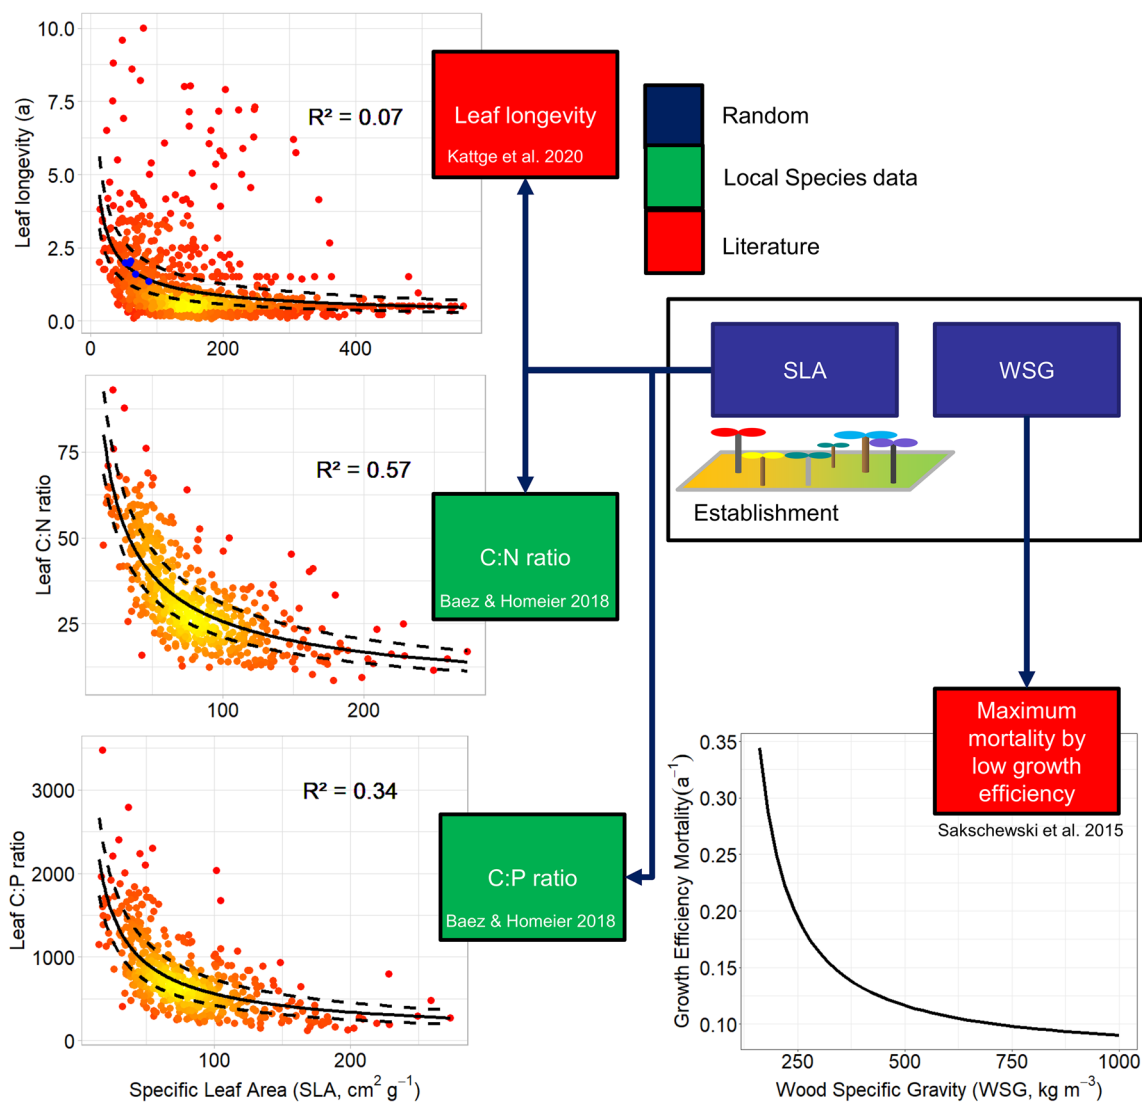 10.0
7.5
5.0
2.5
0.0
Leaf longevity (a)
R² = 0.07
0
200
400
Leaf longevity
Kattge et al. 2020
Random
Local Species data
Literature
SLA
WSG
Establishment
75
50
25
Leaf C:N ratio
R² = 0.57
100
200
C:N ratio
Baez & Homeier 2018
3000
2000
1000
0
Leaf C:P ratio
R² = 0.34
100
200
Specific Leaf Area (SLA, cm² g⁻¹)
C:P ratio
Baez & Homeier 2018
Maximum
mortality by
low growth
efficiency
Sakschewski et al. 2015
0.35
0.30
0.25
0.20
0.15
0.10
Growth Efficiency Mortality(a⁻¹)
250
500
750
1000
Wood Specific Gravity (WSG, kg m⁻³)